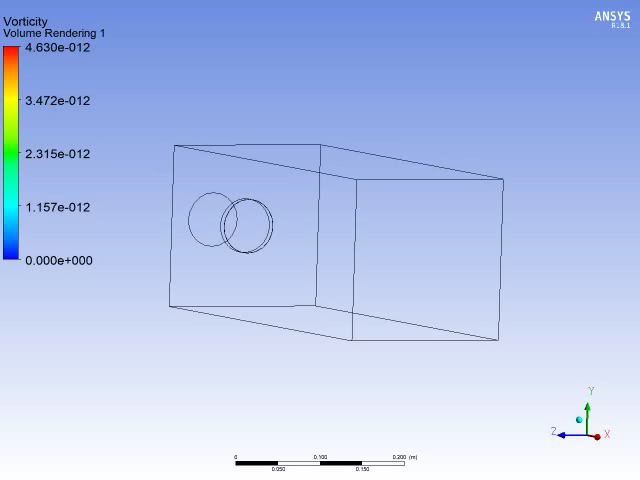 Vorticity
Volume Rendering 1
4.630e-012
3.472e-012
2.315e-012
1.157e-012
0.000e+000
ANSYS
Y
Z
X
0
0.100
0.200 (m)
0.050
0.150